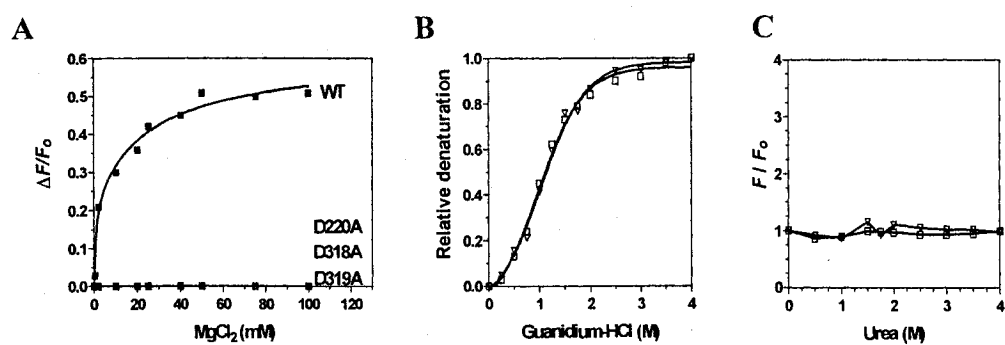 A
ΔF/Fo
0.6
0.5
0.4
0.3
0.2
0.1
0.0
WT
D220A
D318A
D319A
0 20 40 60 80 100 120
MgCl2 (mM)
B
Relative denaturation
1.0
0.8
0.6
0.4
0.2
0.0
0 1 2 3 4
Guanidium-HCl (M)
C
F / Fo
4
3
2
1
0
0 1 2 3 4
Urea (M)